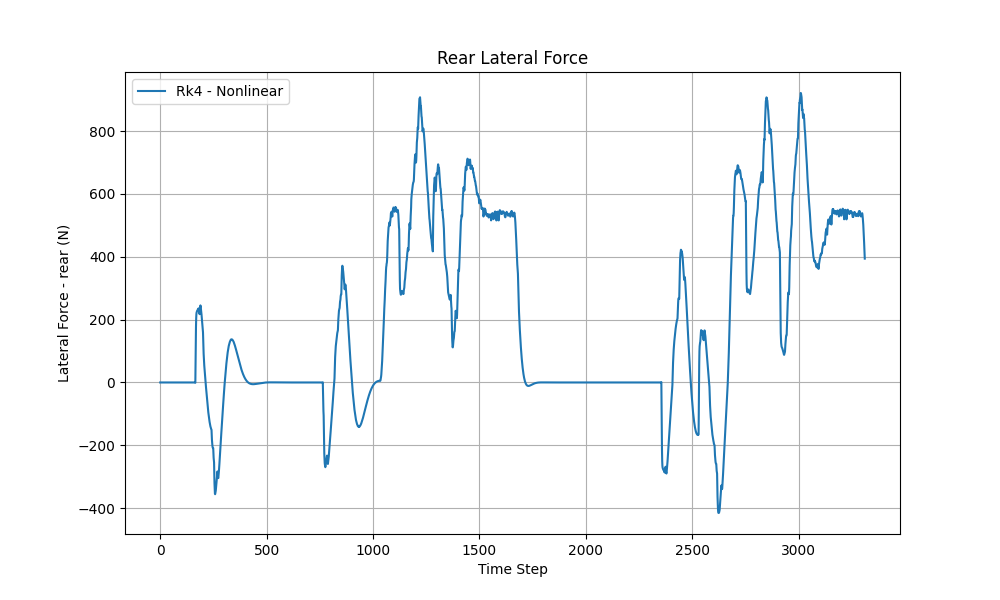 Rear Lateral Force
Rk4 - Nonlinear
Lateral Force - rear (N)
800
600
400
200
0
−200
−400
0 500 1000 1500 2000 2500 3000
Time Step